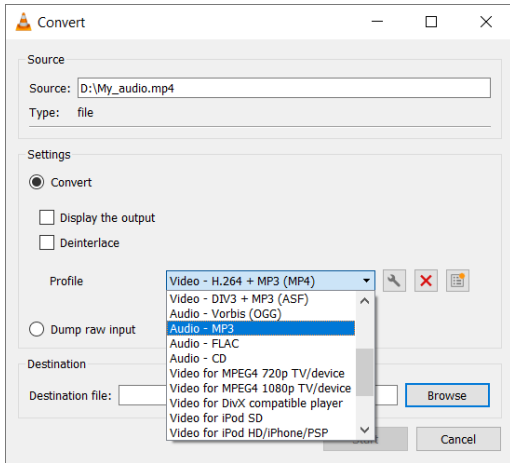 Convert
Source
Source: D:\My_audio.mp4
Type: file
Settings
Convert
Display the output
Deinterlace
Profile Video - H.264 + MP3 (MP4)
Video - DIV3 + MP3 (ASF)
Audio - Vorbis (OGG)
Audio - MP3
Audio - FLAC
Audio - CD
Video for MPEG4 720p TV/device
Video for MPEG4 1080p TV/device
Video for DivX compatible player
Video for iPod SD
Video for iPod HD/iPhone/PSP
Dump raw input
Destination
Destination file: Browse
Cancel